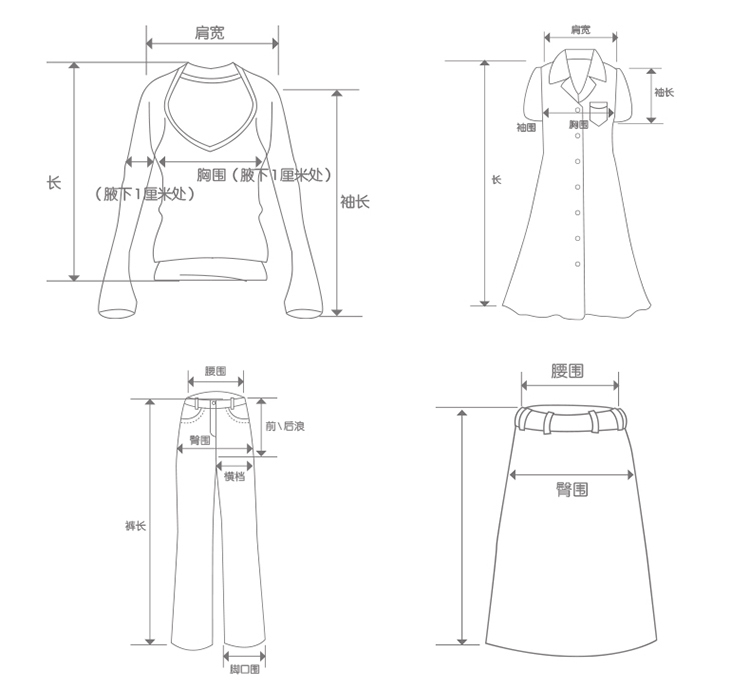 肩宽
长
胸围（腋下1厘米处）
（腋下1厘米处）
袖长
肩宽
袖长
袖围
胸围
长
腰围
前\后浪
臀围
横档
裤长
脚口围
腰围
臀围